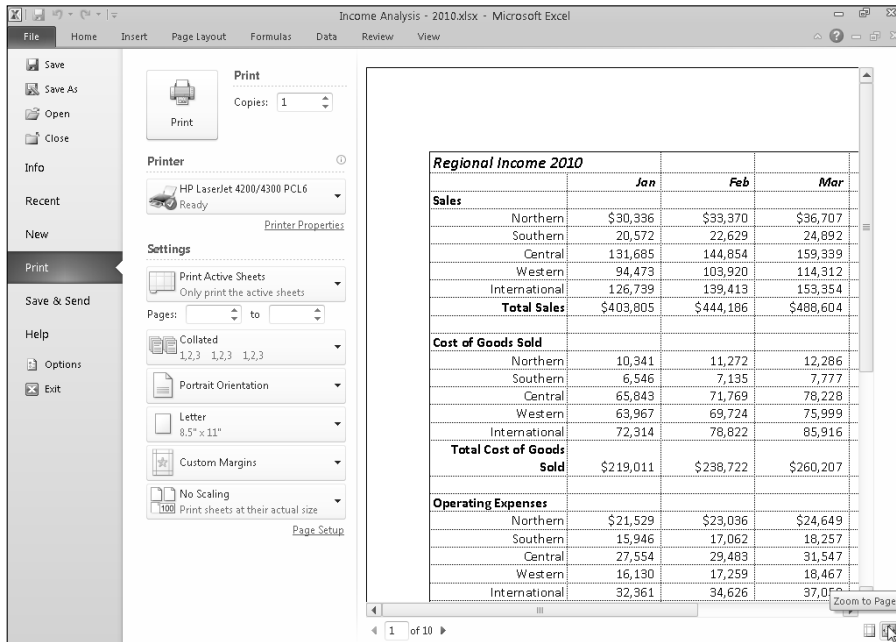 Income Analysis - 2010.xlsx - Microsoft Excel
File Home Insert Page Layout Formulas Data Review View
Save
Save As
Open
Close
Info
Recent
New
Print
Save & Send
Help
Options
Exit
Print
Print
Copies: 1
Printer
HP LaserJet 4200/4300 PCL6
Ready
Printer Properties
Settings
Print Active Sheets
Only print the active sheets
Pages: to
Collated
1,2,3 1,2,3 1,2,3
Portrait Orientation
Letter
8.5" x 11"
Custom Margins
No Scaling
100 Print sheets at their actual size
Page Setup
Regional Income 2010
Jan Feb Mar
Sales
Northern $30,336 $33,370 $36,707
Southern 20,572 22,629 24,892
Central 131,685 144,854 159,339
Western 94,473 103,920 114,312
International 126,739 139,413 153,354
Total Sales $403,805 $444,186 $488,604
Cost of Goods Sold
Northern 10,341 11,272 12,286
Southern 6,546 7,135 7,777
Central 65,843 71,769 78,228
Western 63,967 69,724 75,999
International 72,314 78,822 85,916
Total Cost of Goods
Sold $219,011 $238,722 $260,207
Operating Expenses
Northern $21,529 $23,036 $24,649
Southern 15,946 17,062 18,257
Central 27,554 29,483 31,547
Western 16,130 17,259 18,467
International 32,361 34,626
Zoom to Page
1 of 10